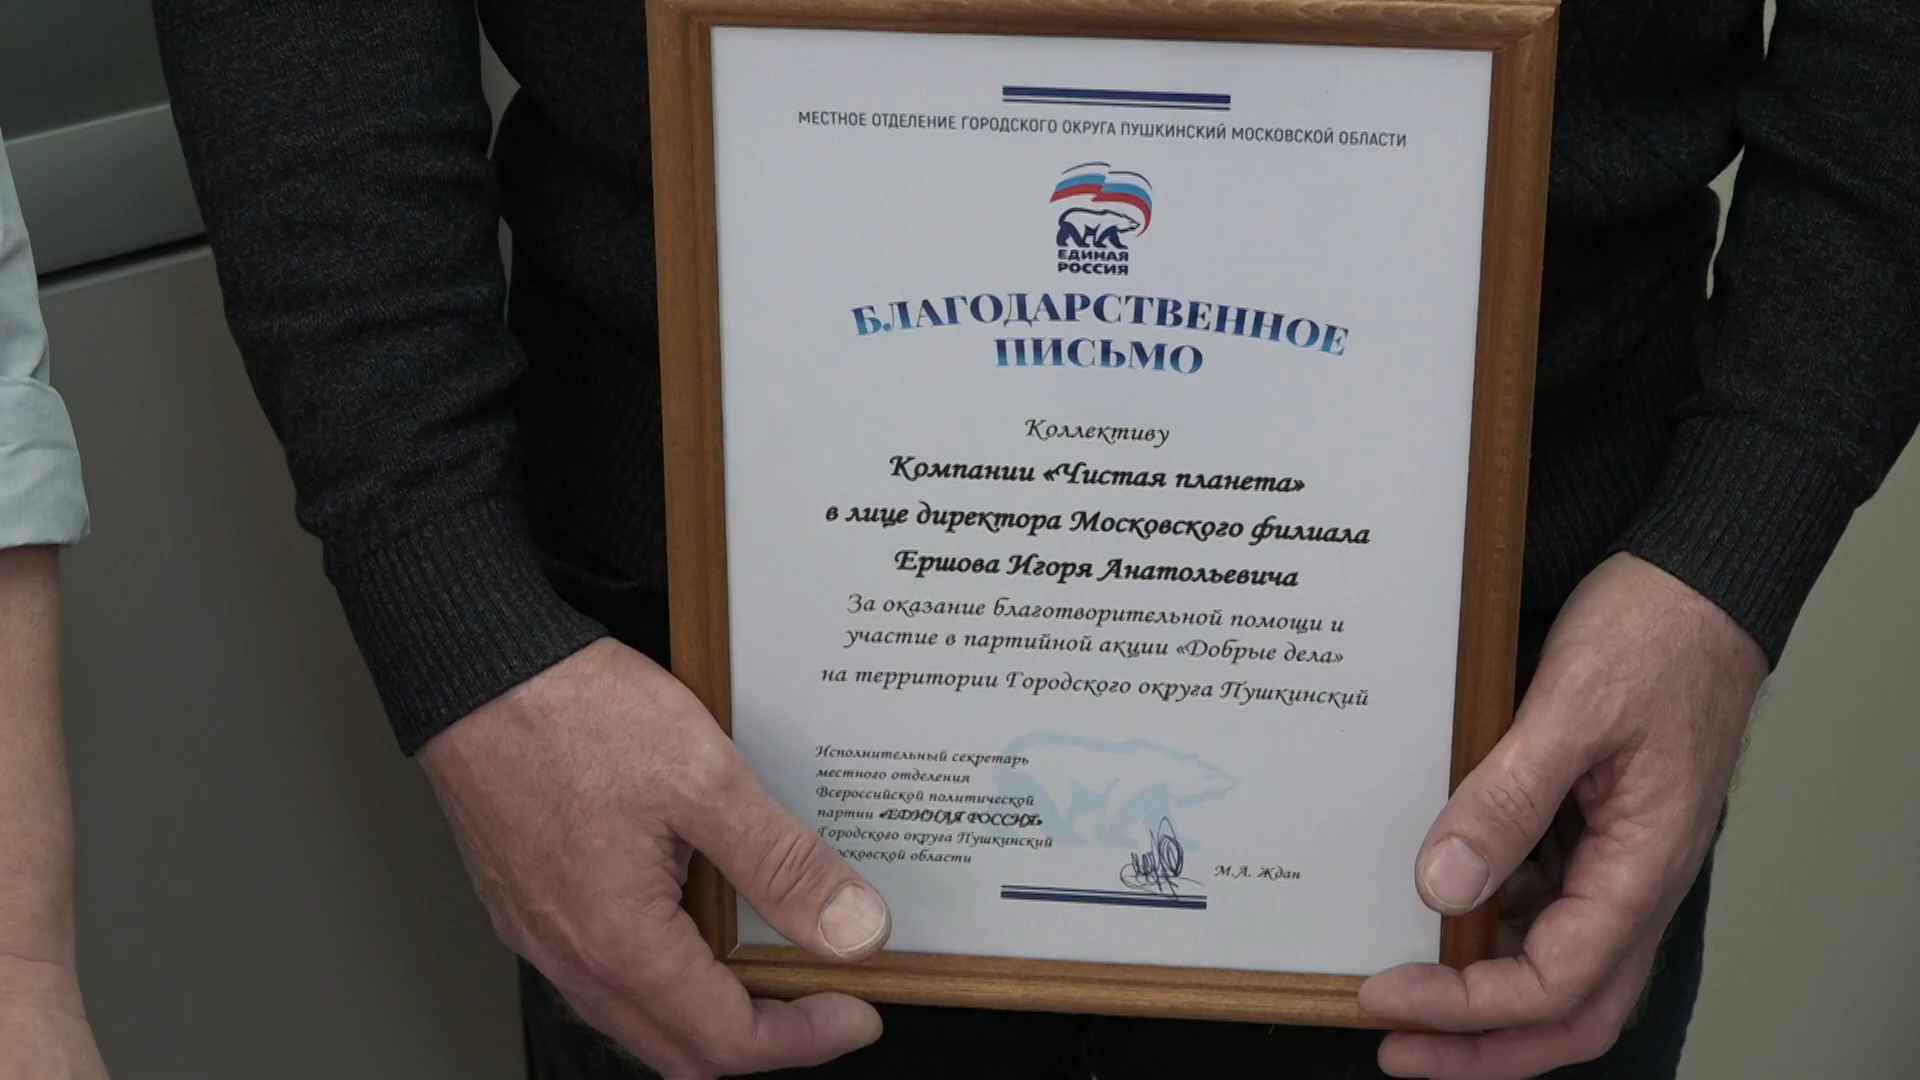 МЕСТНОЕ ОТДЕЛЕНИЕ ГОРОДСКОГО ОКРУГА ПУШКИНСКИЙ МОСКОВСКОЙ ОБЛАСТИ
ЕДИНАЯ
РОССИЯ
БЛАГОДАРСТВЕННОЕ
ПИСЬМО
Коллективу
Компании «Чистая планета»
в лице директора Московского филиала
Ершова Игоря Анатольевича
За оказание благотворительной помощи и
участие в партийной акции «Добрые дела»
на территории Городского округа Пушкинский
Исполнительный секретарь
местного отделения
Всероссийской политической
партии «ЕДИНАЯ РОССИЯ»
Городского округа Пушкинский
Московской области
М.А. Ждан